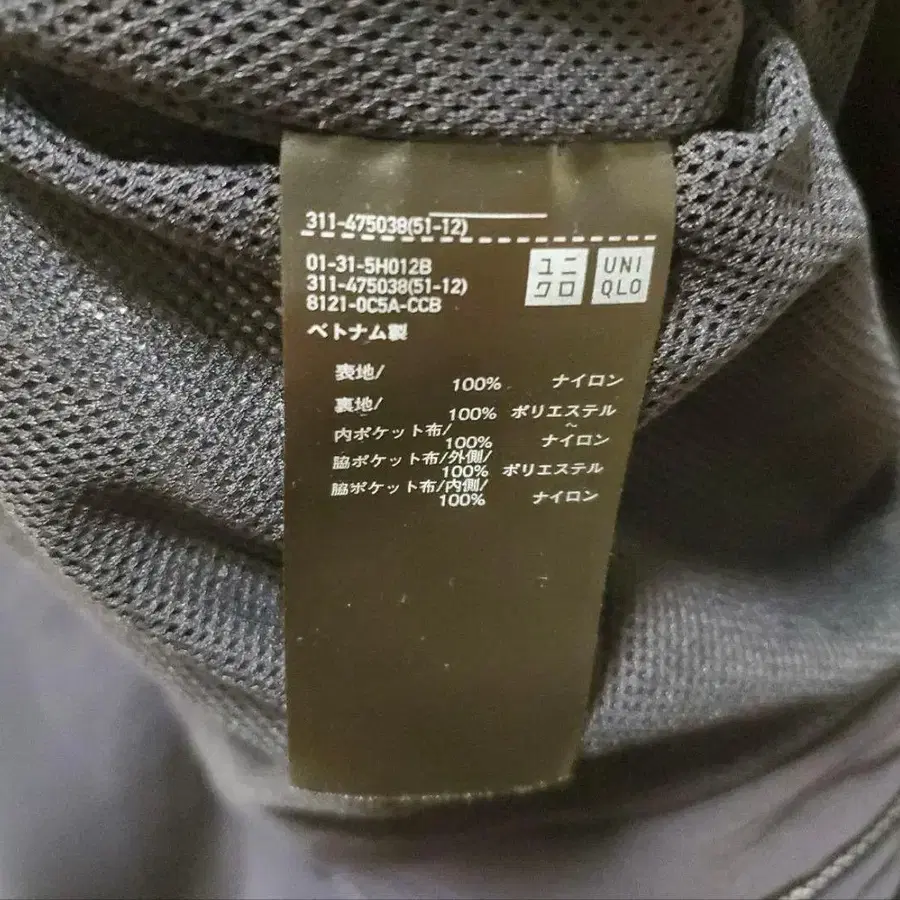 311-475038(51-12)
01-31-5H012B
311-475038(51-12)
8121-0C5A-CCB
ベトナム製
ユニ
クロ
UNI
QLO
表地/
100% ナイロン
裏地/
100% ポリエステル
内ポケット布/
100% ナイロン
脇ポケット布/外側/
100% ポリエステル
脇ポケット布/内側/
100% ナイロン